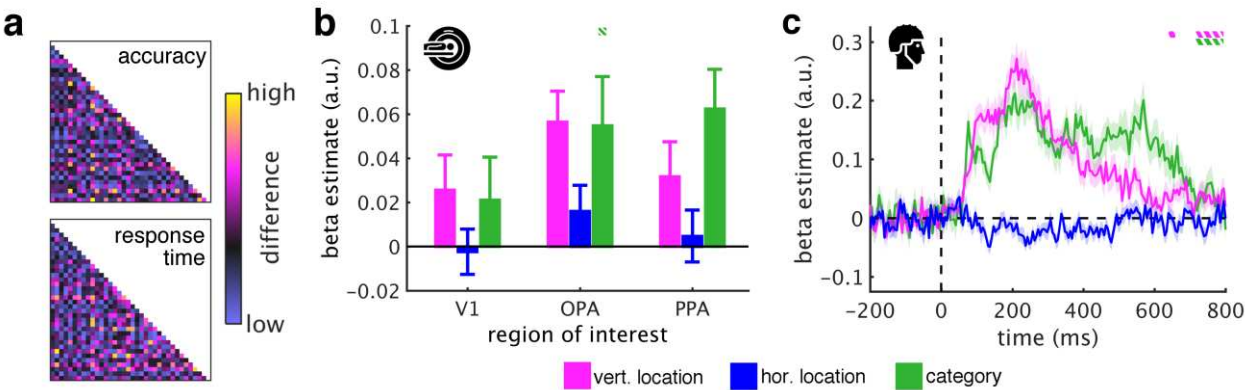 a
accuracy
response
time
high
difference
low
b
beta estimate (a.u.)
0.1
0.08
0.06
0.04
0.02
0
−0.02
V1
OPA
PPA
region of interest
c
beta estimate (a.u.)
0.3
0.2
0.1
0
−0.1
−200
0
200
400
600
800
time (ms)
vert. location
hor. location
category